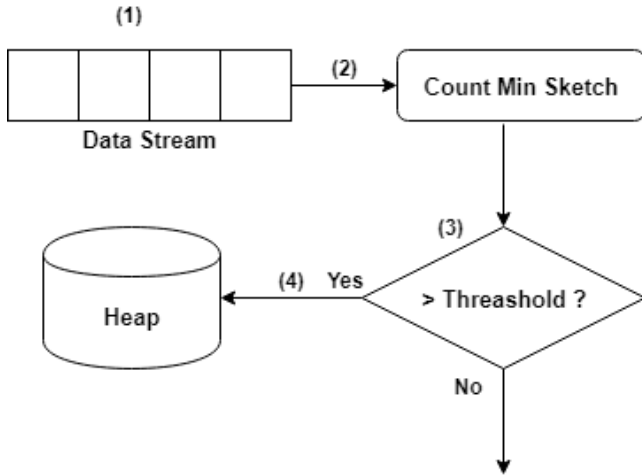 (1)
(2)
Count Min Sketch
Data Stream
(3)
(4) Yes
> Threashold ?
Heap
No